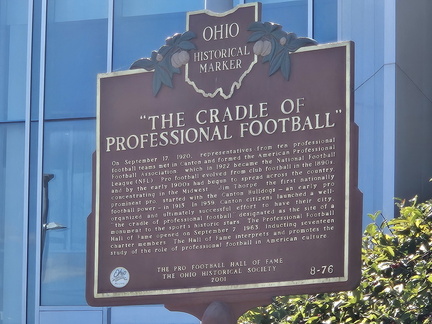 OHIO
HISTORICAL
MARKER
"THE CRADLE OF
PROFESSIONAL FOOTBALL"
On September 17, 1920, representatives from ten professional
football teams met in Canton and formed the American Professional
Football Association which in 1922 became the National Football
League (NFL). Pro football evolved from club football in the 1890s
and by the early 1900s had begun to spread across the country
concentrating in the Midwest. Jim Thorpe, the first nationally
prominent pro, started with the Canton Bulldogs - an early pro
football power - in 1915. In 1959, Canton citizens launched a well-
organized and ultimately successful effort to have their city,
"the cradle of professional football" designated as the site of a
monument to the sport's historic stars. The Professional Football
Hall of Fame opened on September 7, 1963, inducting seventeen
charter members. The Hall of Fame interprets and promotes the
study of the role of professional football in American culture.
THE PRO FOOTBALL HALL OF FAME
THE OHIO HISTORICAL SOCIETY
2001
8-76